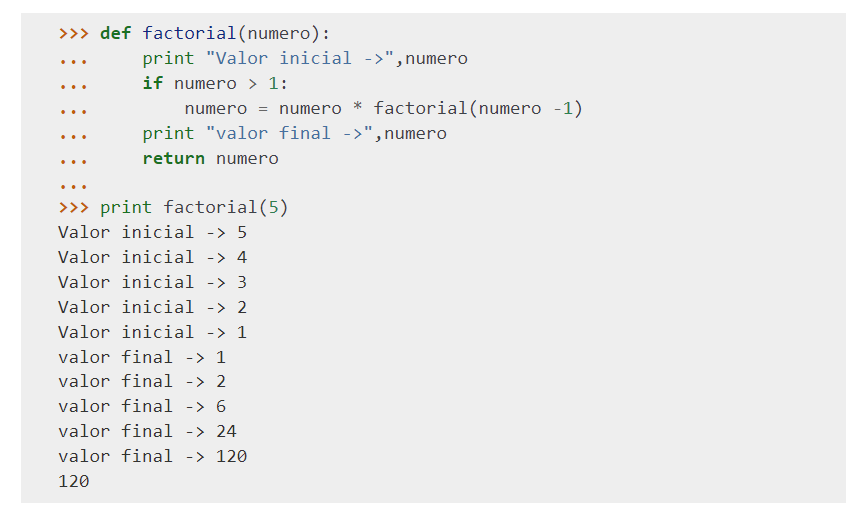 >>> def factorial(numero):
...     print "Valor inicial ->",numero
...     if numero > 1:
...         numero = numero * factorial(numero -1)
...     print "valor final ->",numero
...     return numero
...
>>> print factorial(5)
Valor inicial -> 5
Valor inicial -> 4
Valor inicial -> 3
Valor inicial -> 2
Valor inicial -> 1
valor final -> 1
valor final -> 2
valor final -> 6
valor final -> 24
valor final -> 120
120